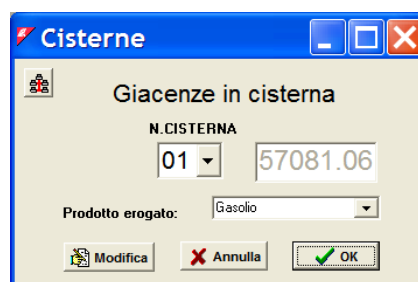 Cisterne
Giacenze in cisterna
N.CISTERNA
01 57081.06
Prodotto erogato: Gasolio
Modifica Annulla OK